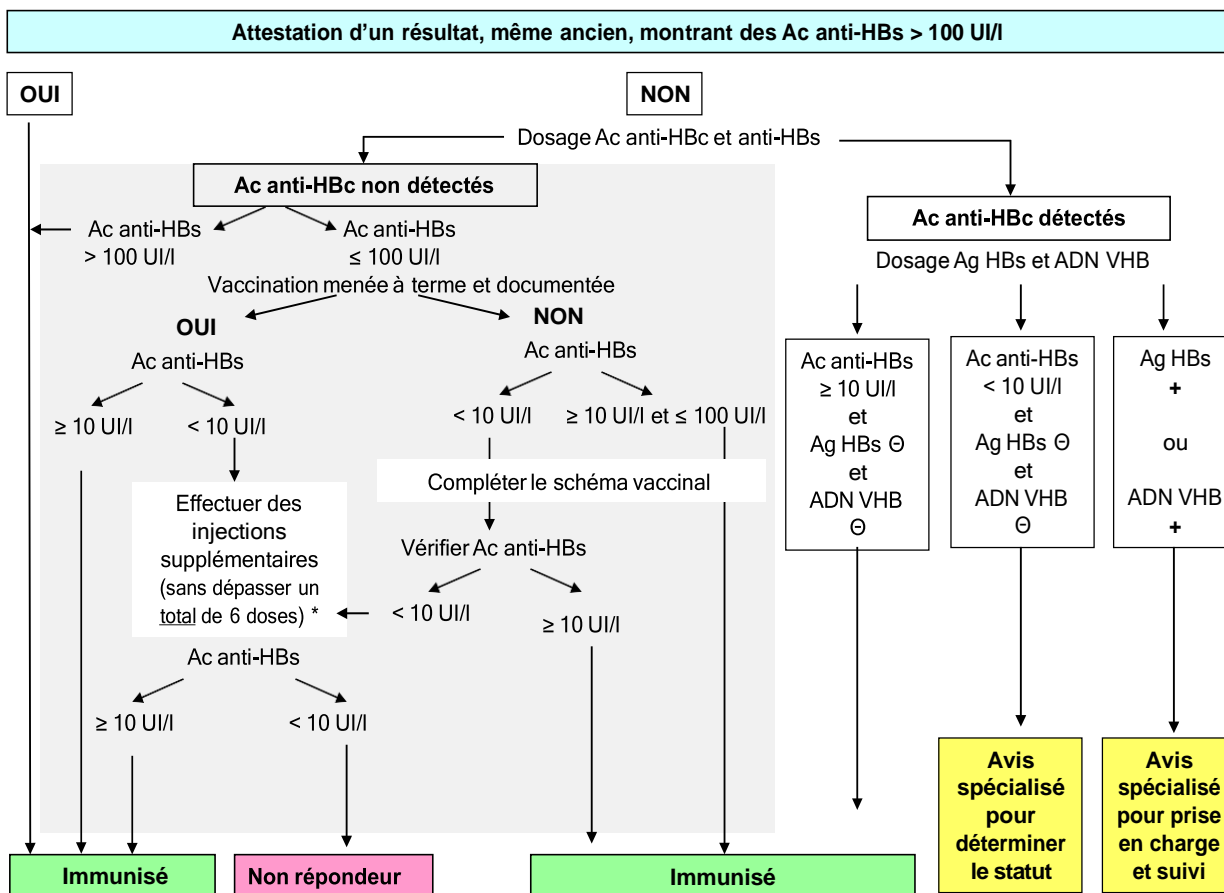 Attestation d'un résultat, même ancien, montrant des Ac anti-HBs > 100 UI/l
OUI
NON
Dosage Ac anti-HBc et anti-HBs
Ac anti-HBc non détectés
Ac anti-HBs
> 100 UI/l
Ac anti-HBs
≤ 100 UI/l
Vaccination menée à terme et documentée
OUI
Ac anti-HBs
≥ 10 UI/l
< 10 UI/l
Effectuer des
injections
supplémentaires
(sans dépasser un
total de 6 doses) *
Ac anti-HBs
≥ 10 UI/l
< 10 UI/l
NON
Ac anti-HBs
< 10 UI/l
≥ 10 UI/l et ≤ 100 UI/l
Compléter le schéma vaccinal
Vérifier Ac anti-HBs
< 10 UI/l
≥ 10 UI/l
Ac anti-HBc détectés
Dosage Ag HBs et ADN VHB
Ac anti-HBs
≥ 10 UI/l
et
Ag HBs Θ
et
ADN VHB
Θ
Ac anti-HBs
< 10 UI/l
et
Ag HBs Θ
et
ADN VHB
Θ
Ag HBs
+
ou
ADN VHB
+
Avis
spécialisé
pour
déterminer
le statut
Avis
spécialisé
pour prise
en charge
et suivi
Immunisé
Non répondeur
Immunisé